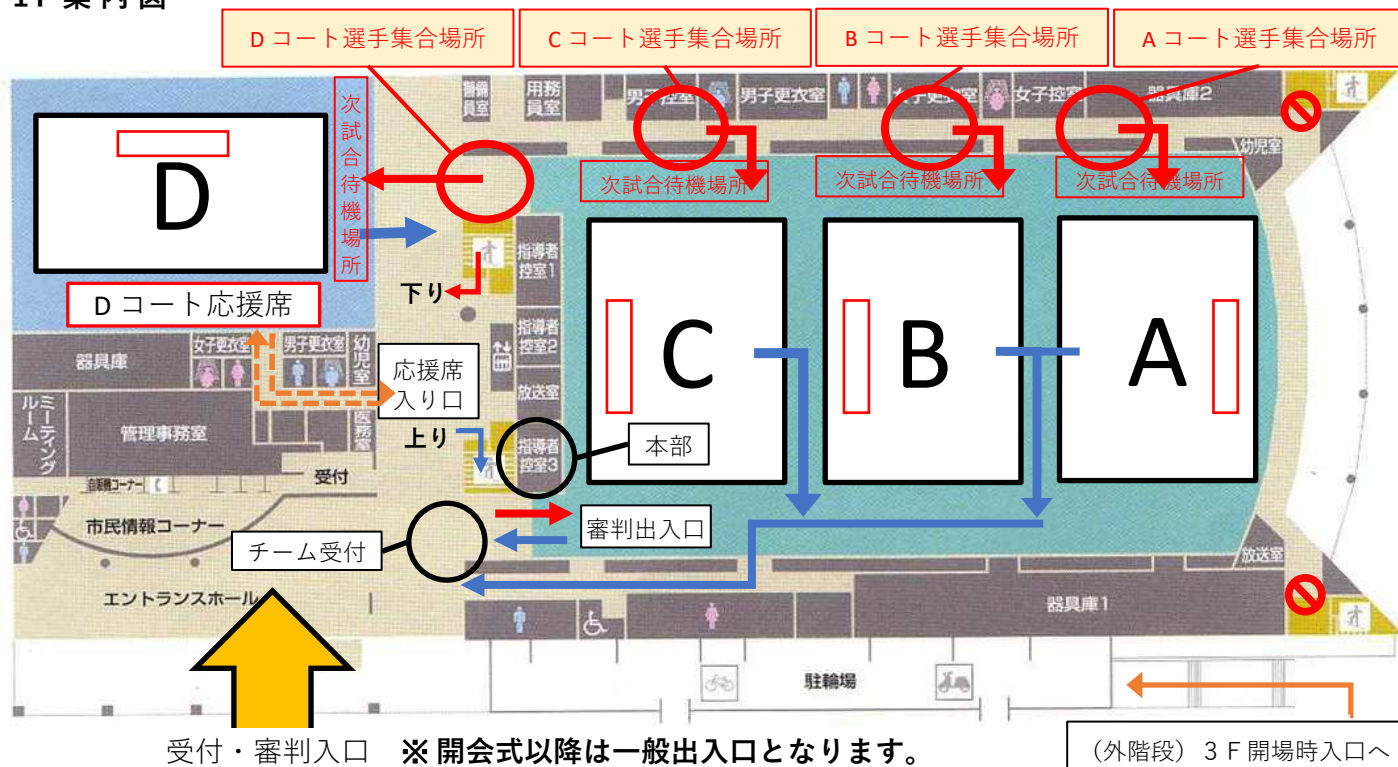 1F 案 内 図
D コート選手集合場所
C コート選手集合場所
B コート選手集合場所
A コート選手集合場所
警備員室
用務員室
男子控室
男子更衣室
女子更衣室
女子控室
器具庫2
幼児室
次試合待機場所
次試合待機場所
次試合待機場所
次試合待機場所
D
C
B
A
D コート応援席
下り
指導者控室1
指導者控室2
放送室
指導者控室3
器具庫
女子更衣室
男子更衣室
幼児室
応援席
入り口
ミーティングルーム
管理事務室
医務室
上り
本部
受付
自販機コーナー
市民情報コーナー
チーム受付
審判出入口
放送室
エントランスホール
器具庫1
駐輪場
受付・審判入口 ※ 開会式以降は一般出入口となります。
（外階段）３Ｆ開場時入口へ